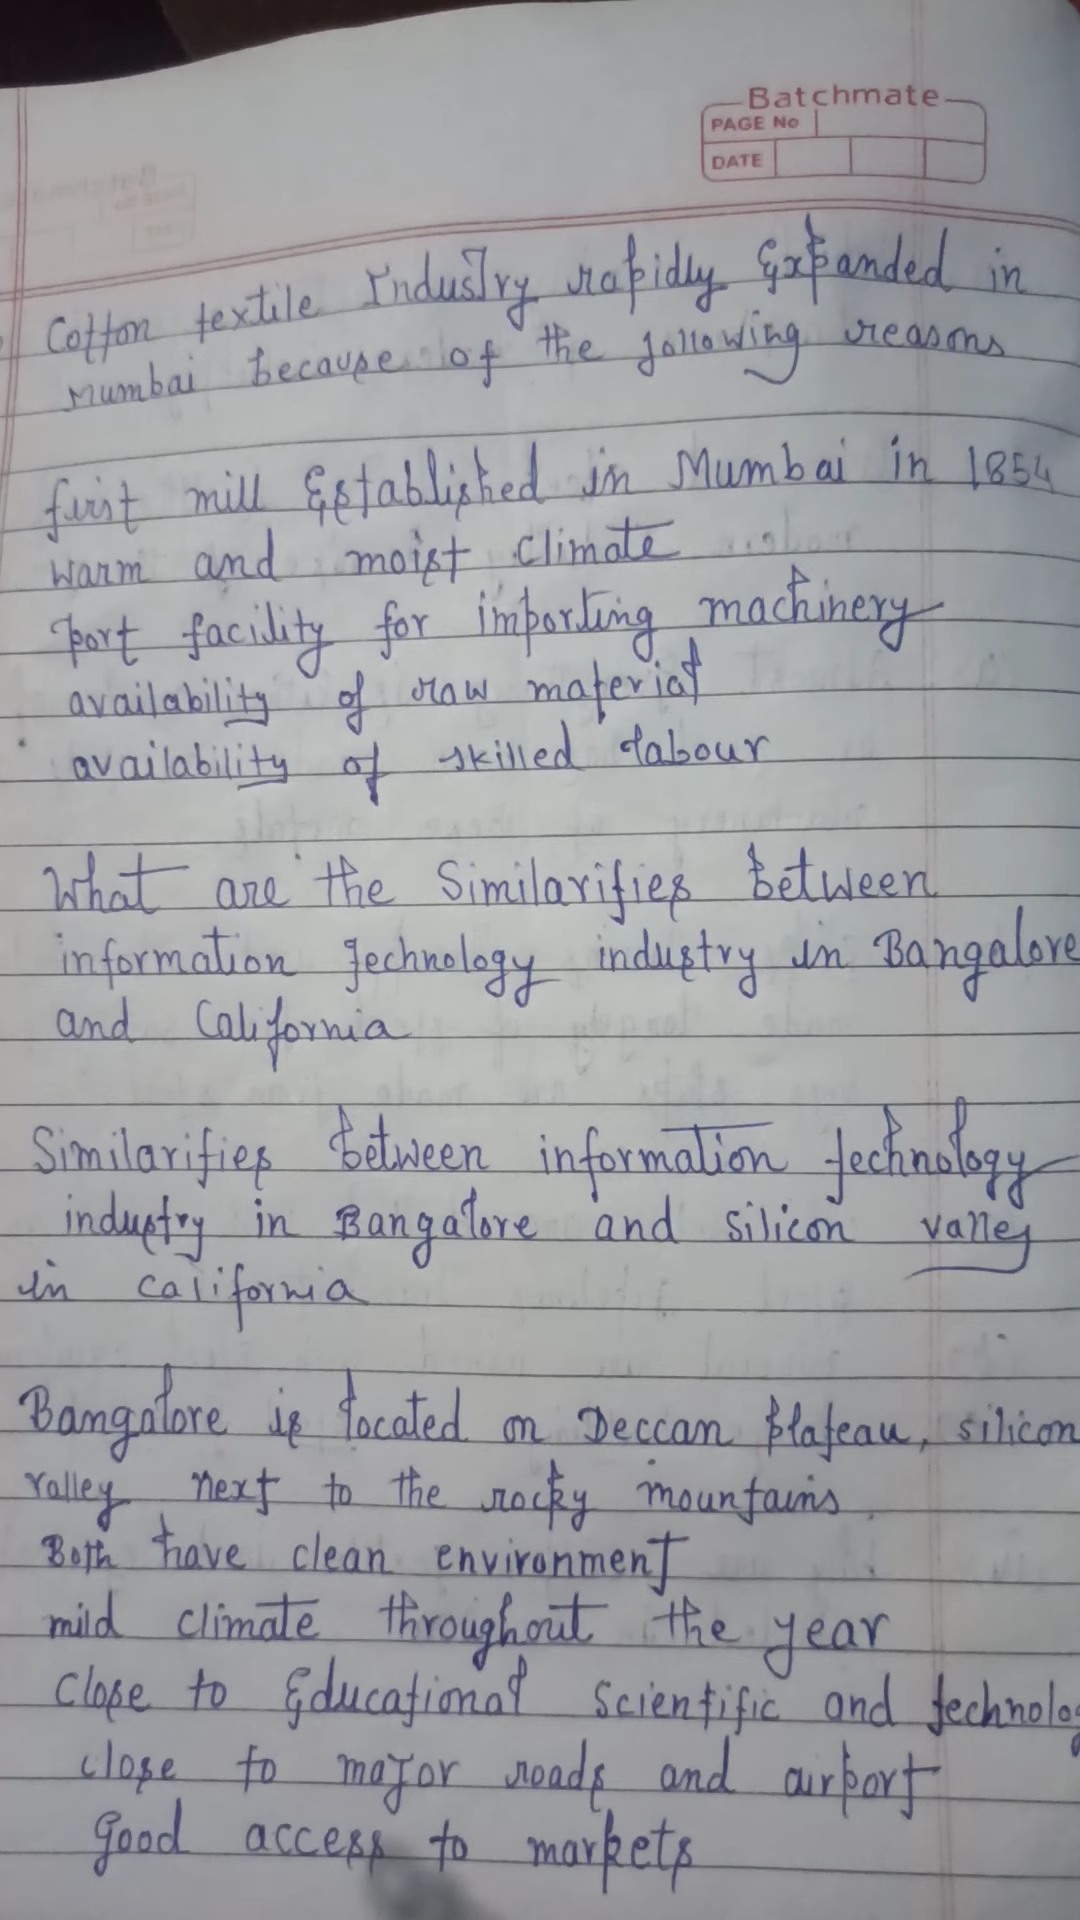 Batchmate
PAGE No
DATE
Cotton textile Industry rapidly Expanded in
Mumbai because of the following reasons
first mill Established in Mumbai in 1854
warm and moist climate
port facility for importing machinery
availability of raw material
availability of skilled labour
What are the Similarities between
information technology industry in Bangalore
and California
Similarities between information technology
industry in Bangalore and silicon valley
in california
Bangalore is located on Deccan plateau, silicon
valley next to the rocky mountains
Both have clean environment
mild climate throughout the year
close to Educational scientific and technolog
close to major roads and airport
Good access to markets